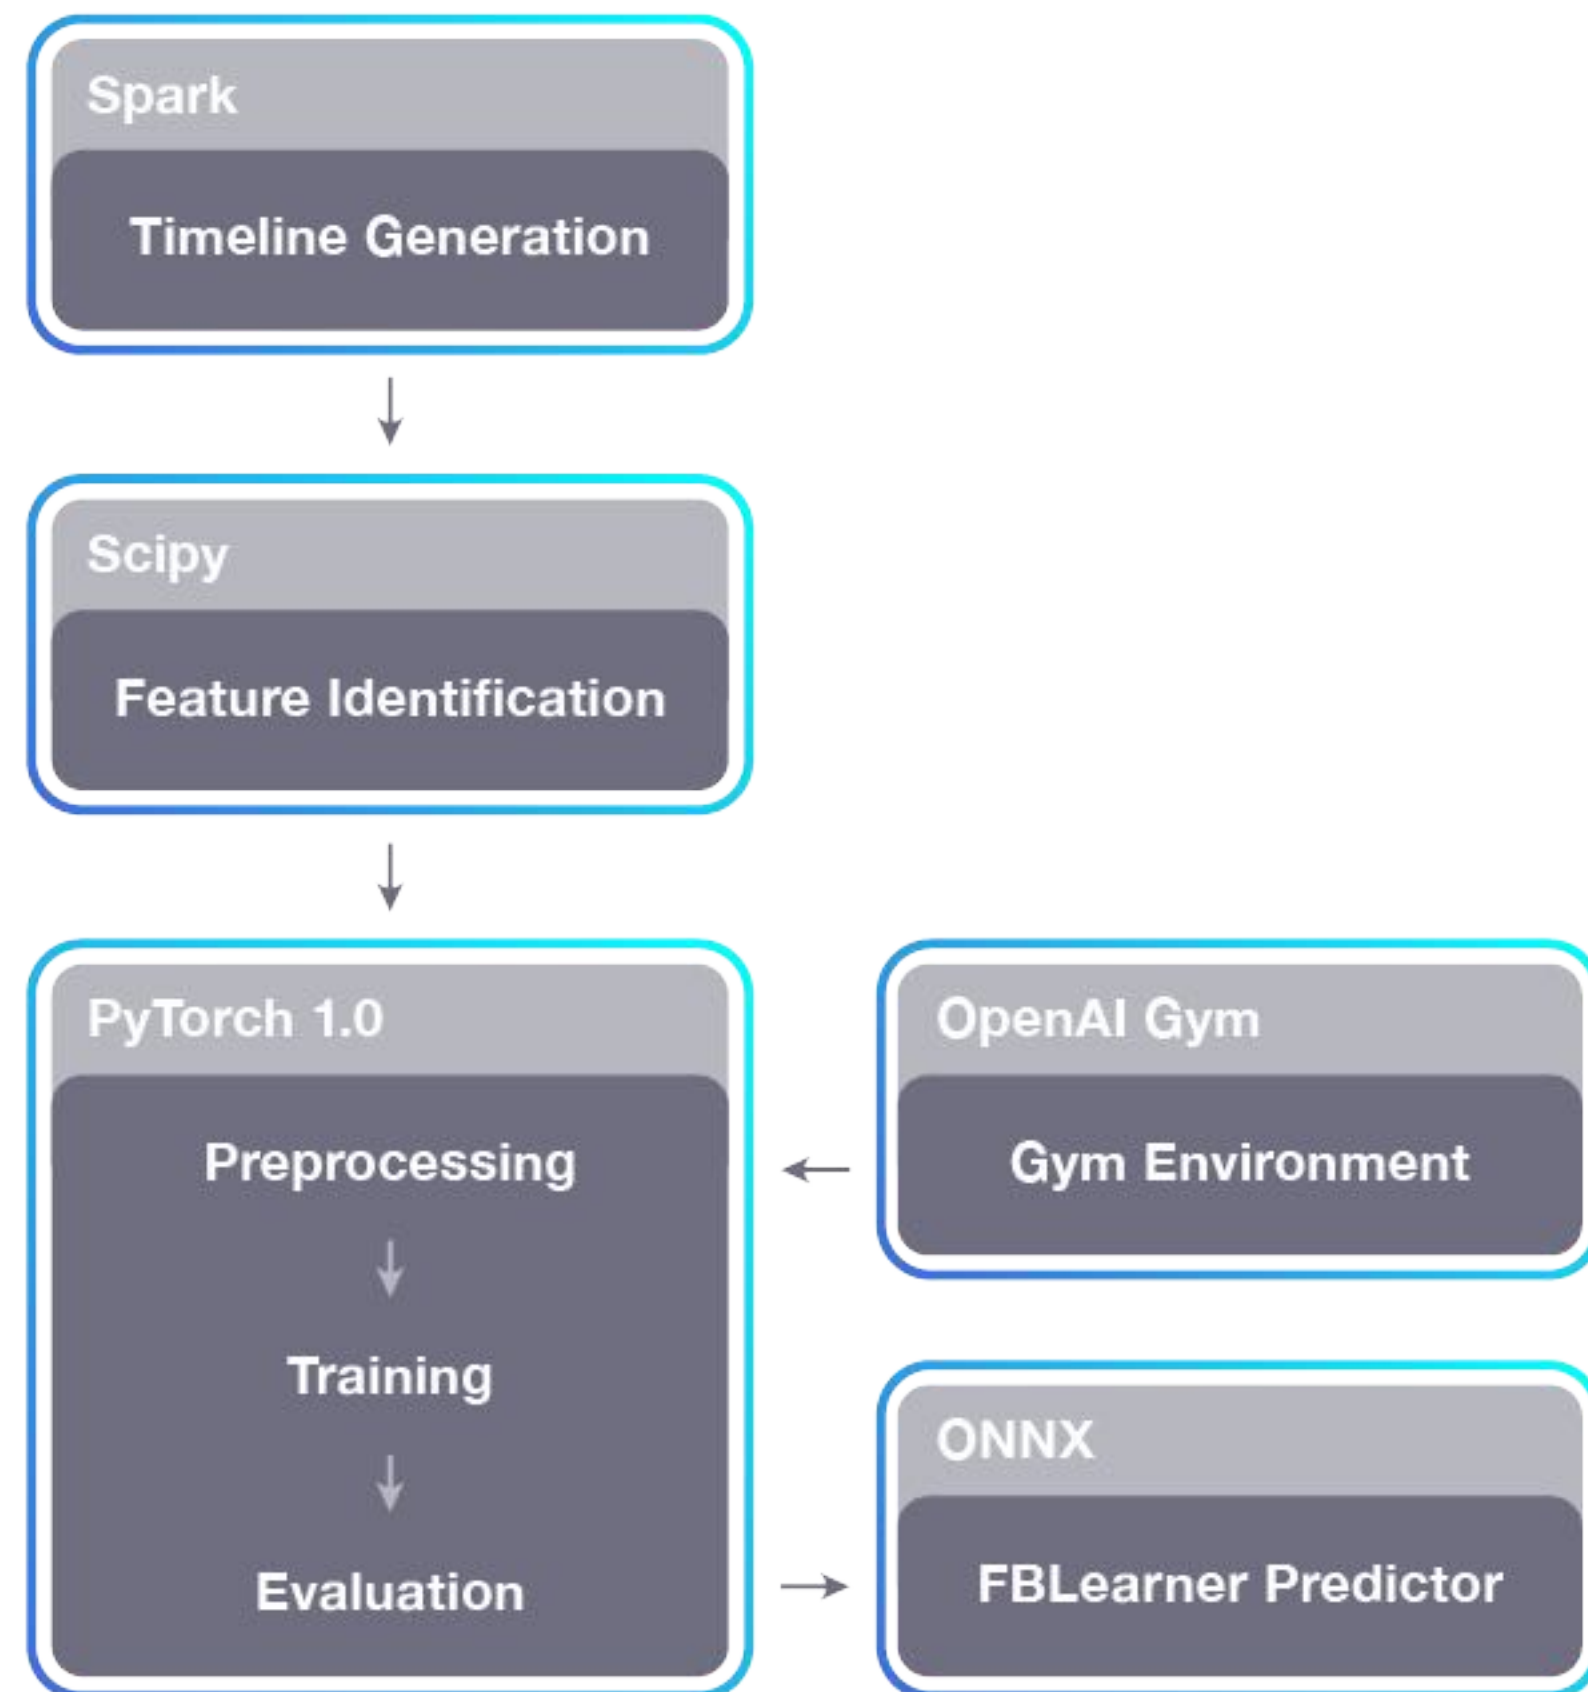 Spark
Timeline Generation
Scipy
Feature Identification
PyTorch 1.0
Preprocessing
Training
Evaluation
OpenAI Gym
Gym Environment
ONNX
FBLearner Predictor